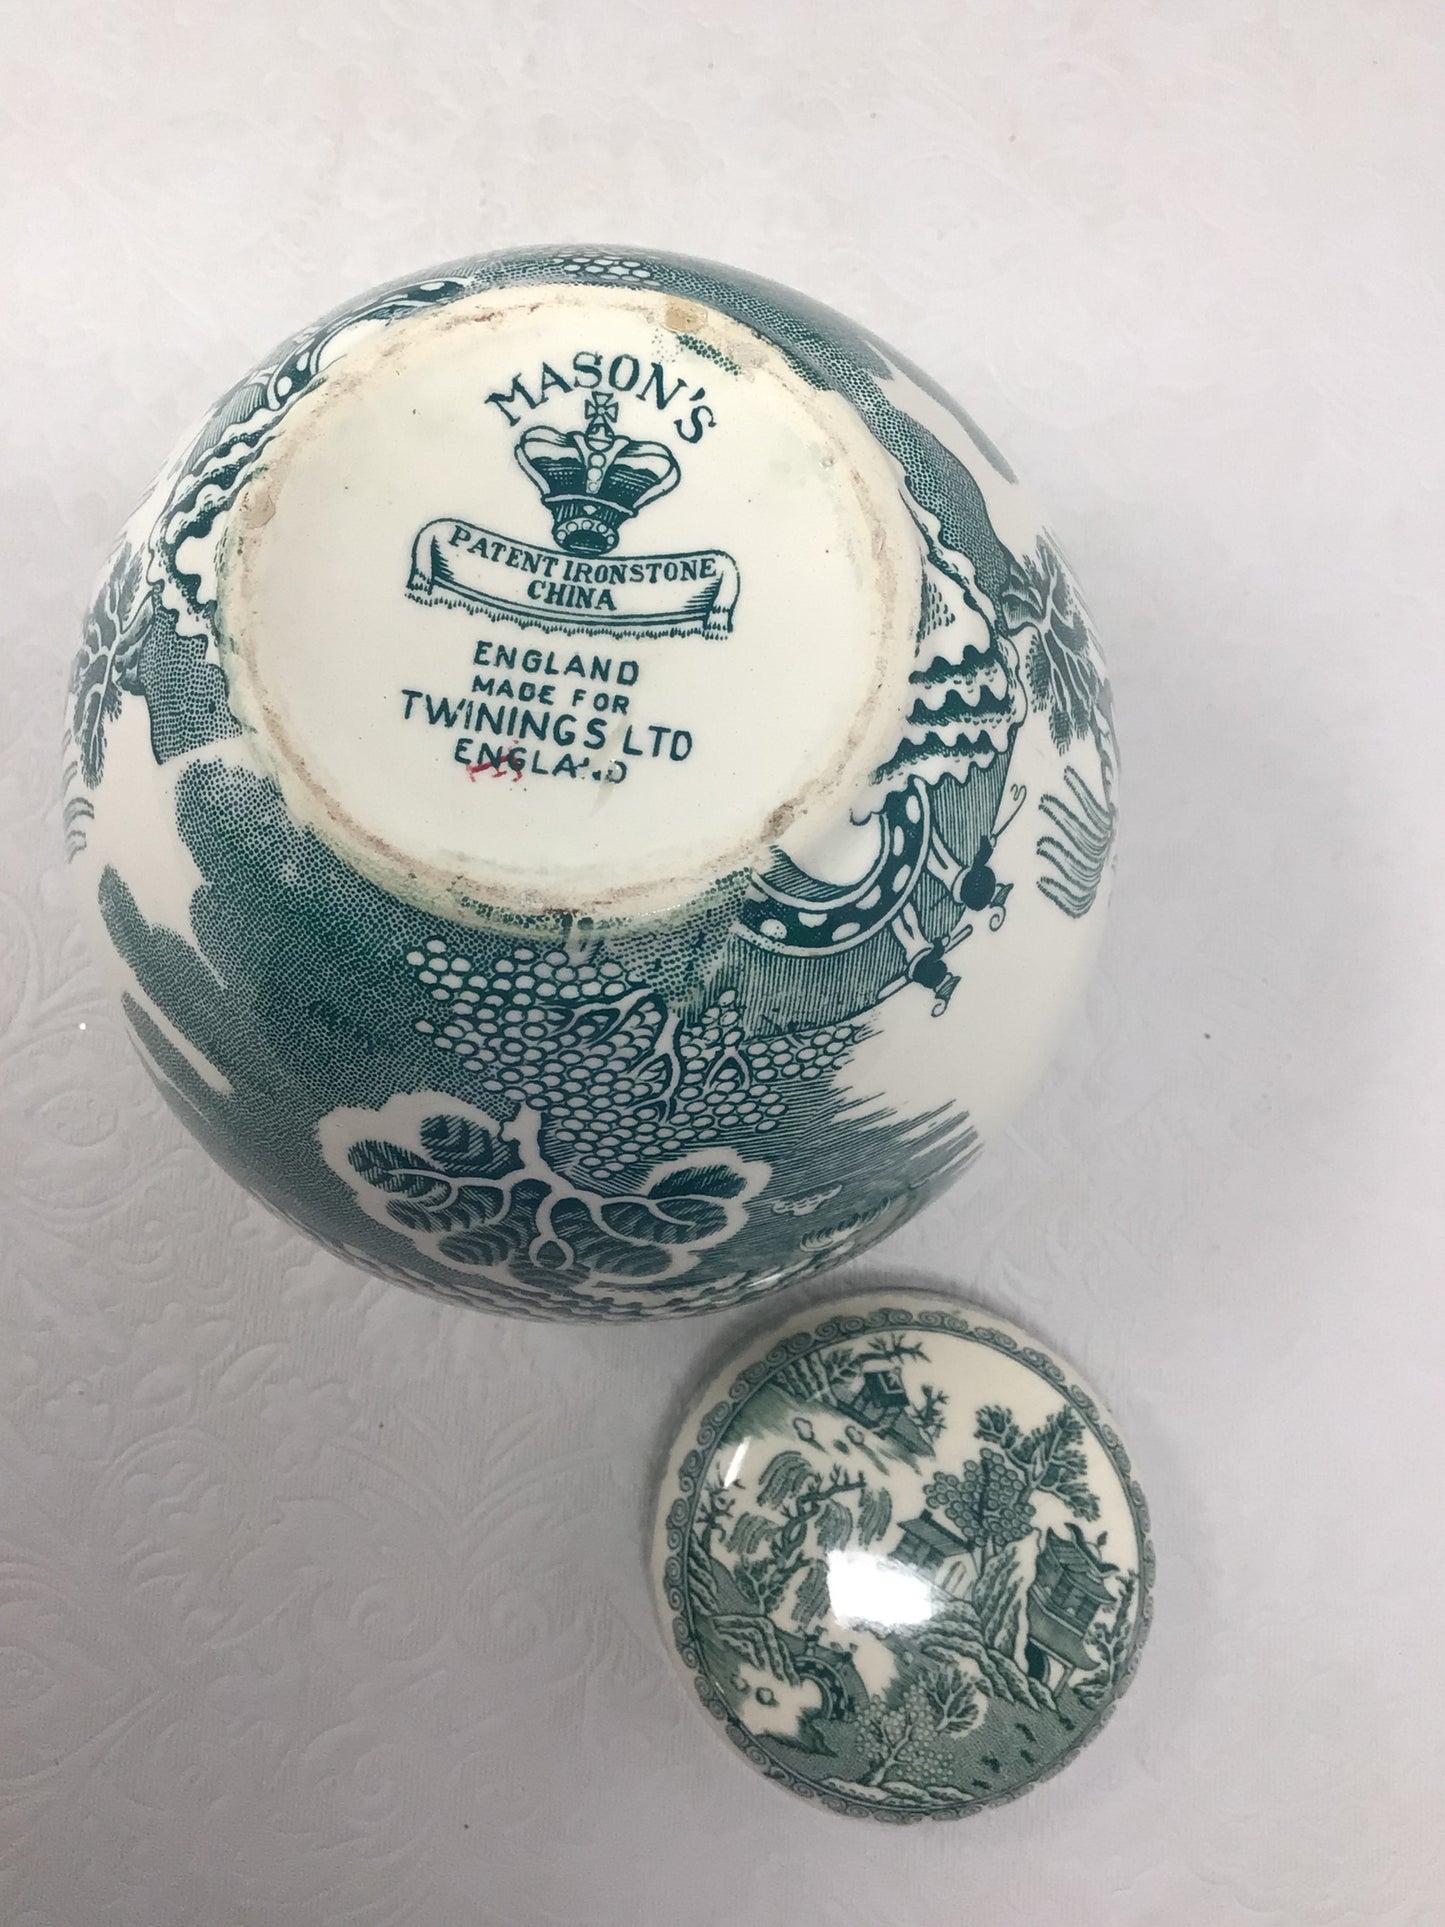 MASON'S
PATENT IRONSTONE
CHINA
ENGLAND
MADE FOR
TWININGS LTD
ENGLAND